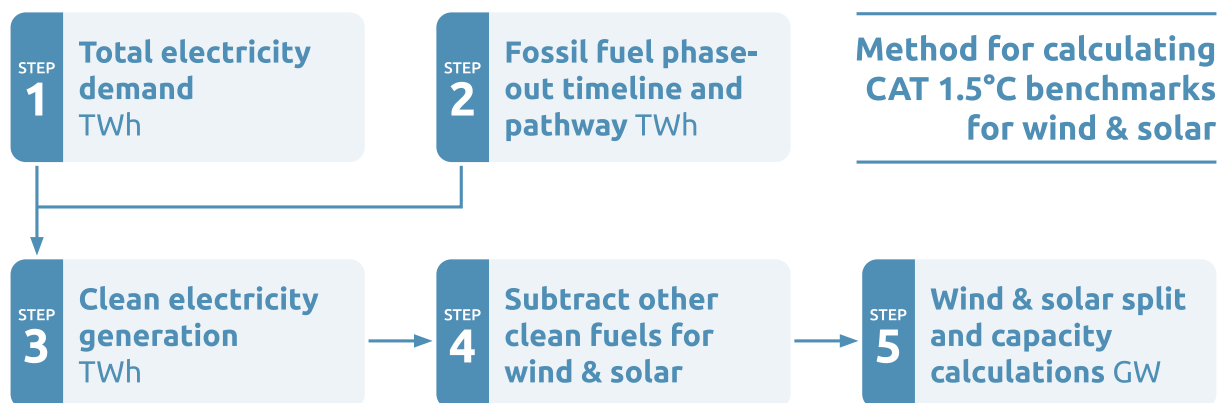 STEP
1
Total electricity
demand
TWh
STEP
2
Fossil fuel phase-
out timeline and
pathway TWh
Method for calculating
CAT 1.5°C benchmarks
for wind & solar
STEP
3
Clean electricity
generation
TWh
STEP
4
Subtract other
clean fuels for
wind & solar
STEP
5
Wind & solar split
and capacity
calculations GW